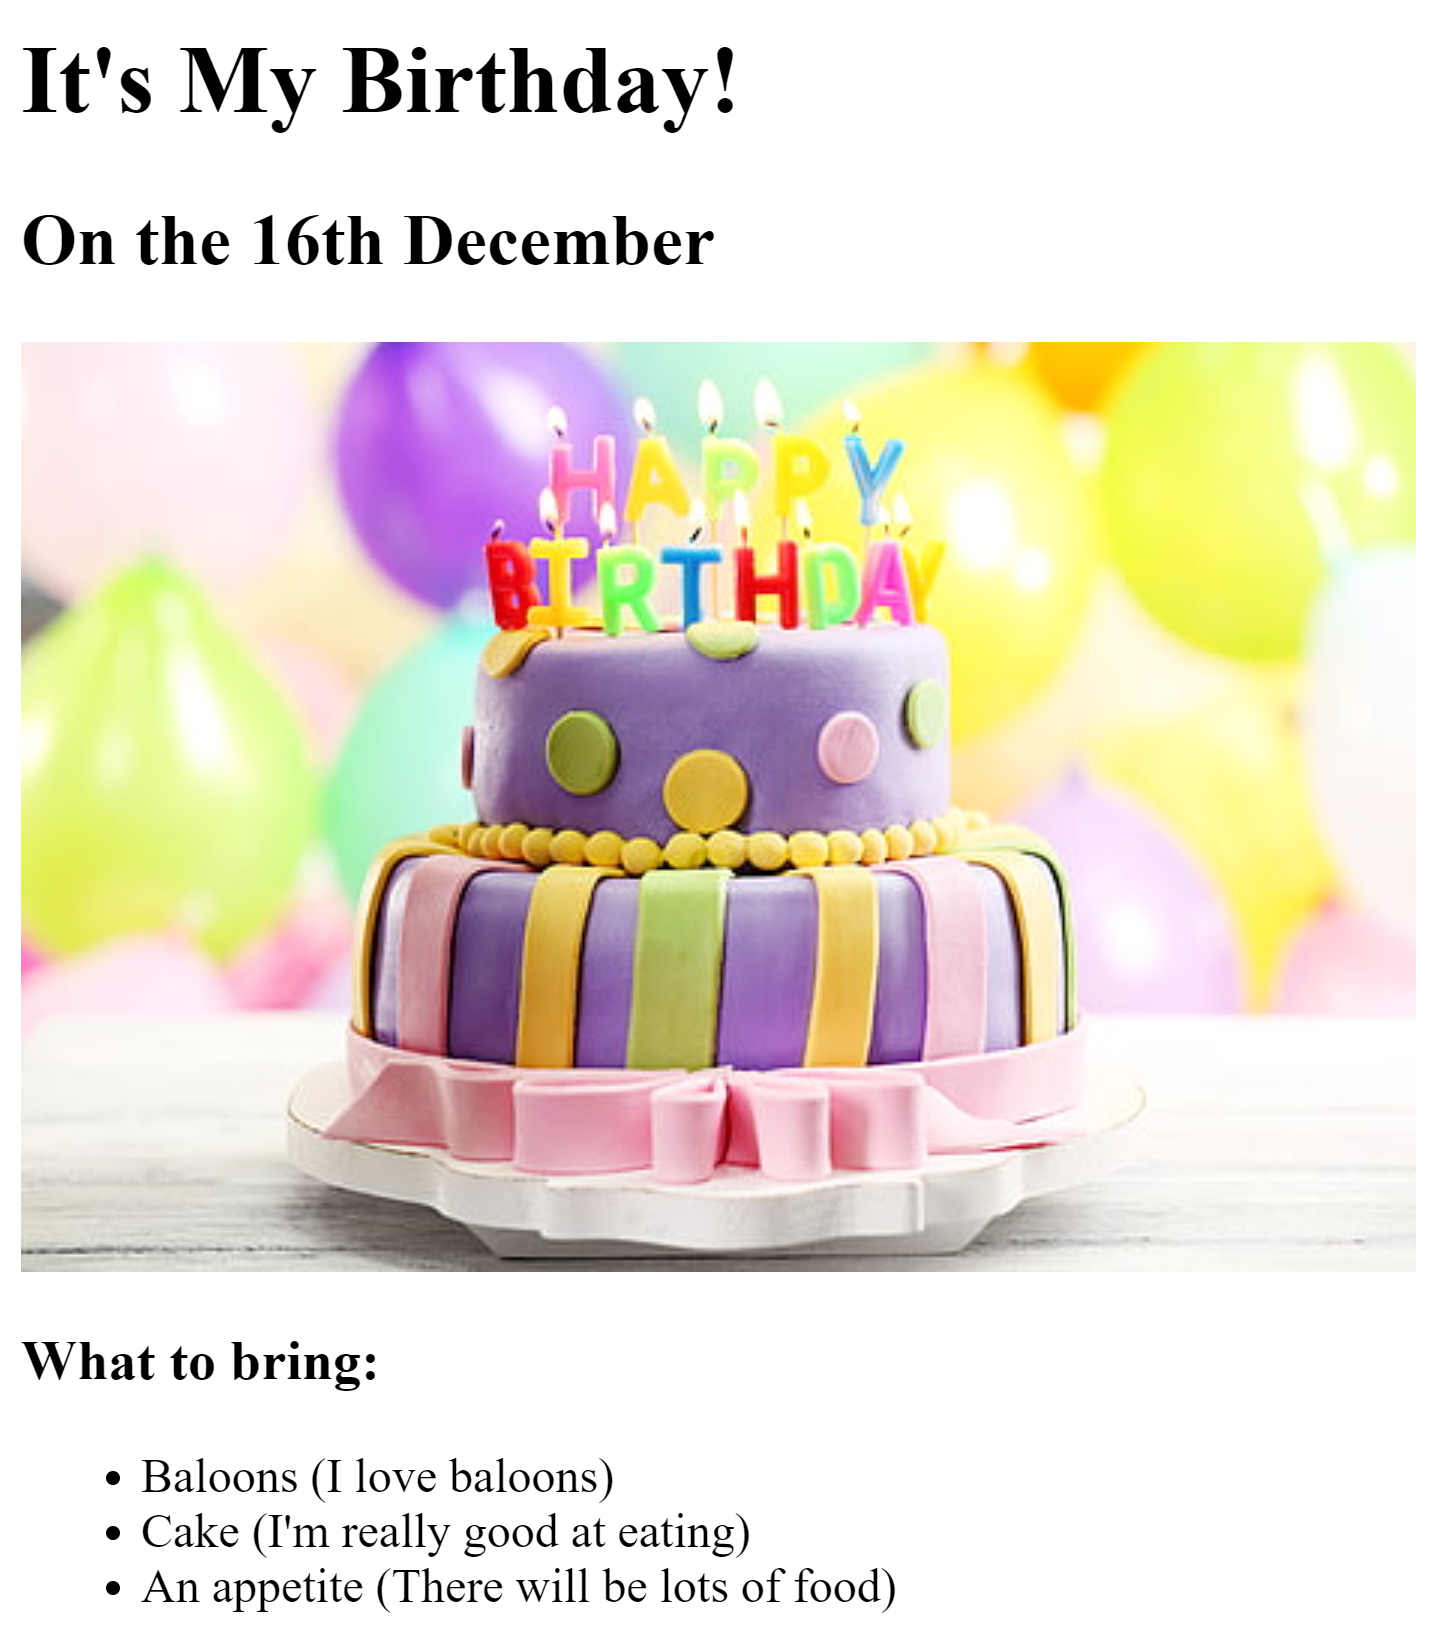 It's My Birthday!
On the 16th December
HAPPY
BIRTHDAY
What to bring:
Baloons (I love baloons)
Cake (I'm really good at eating)
An appetite (There will be lots of food)